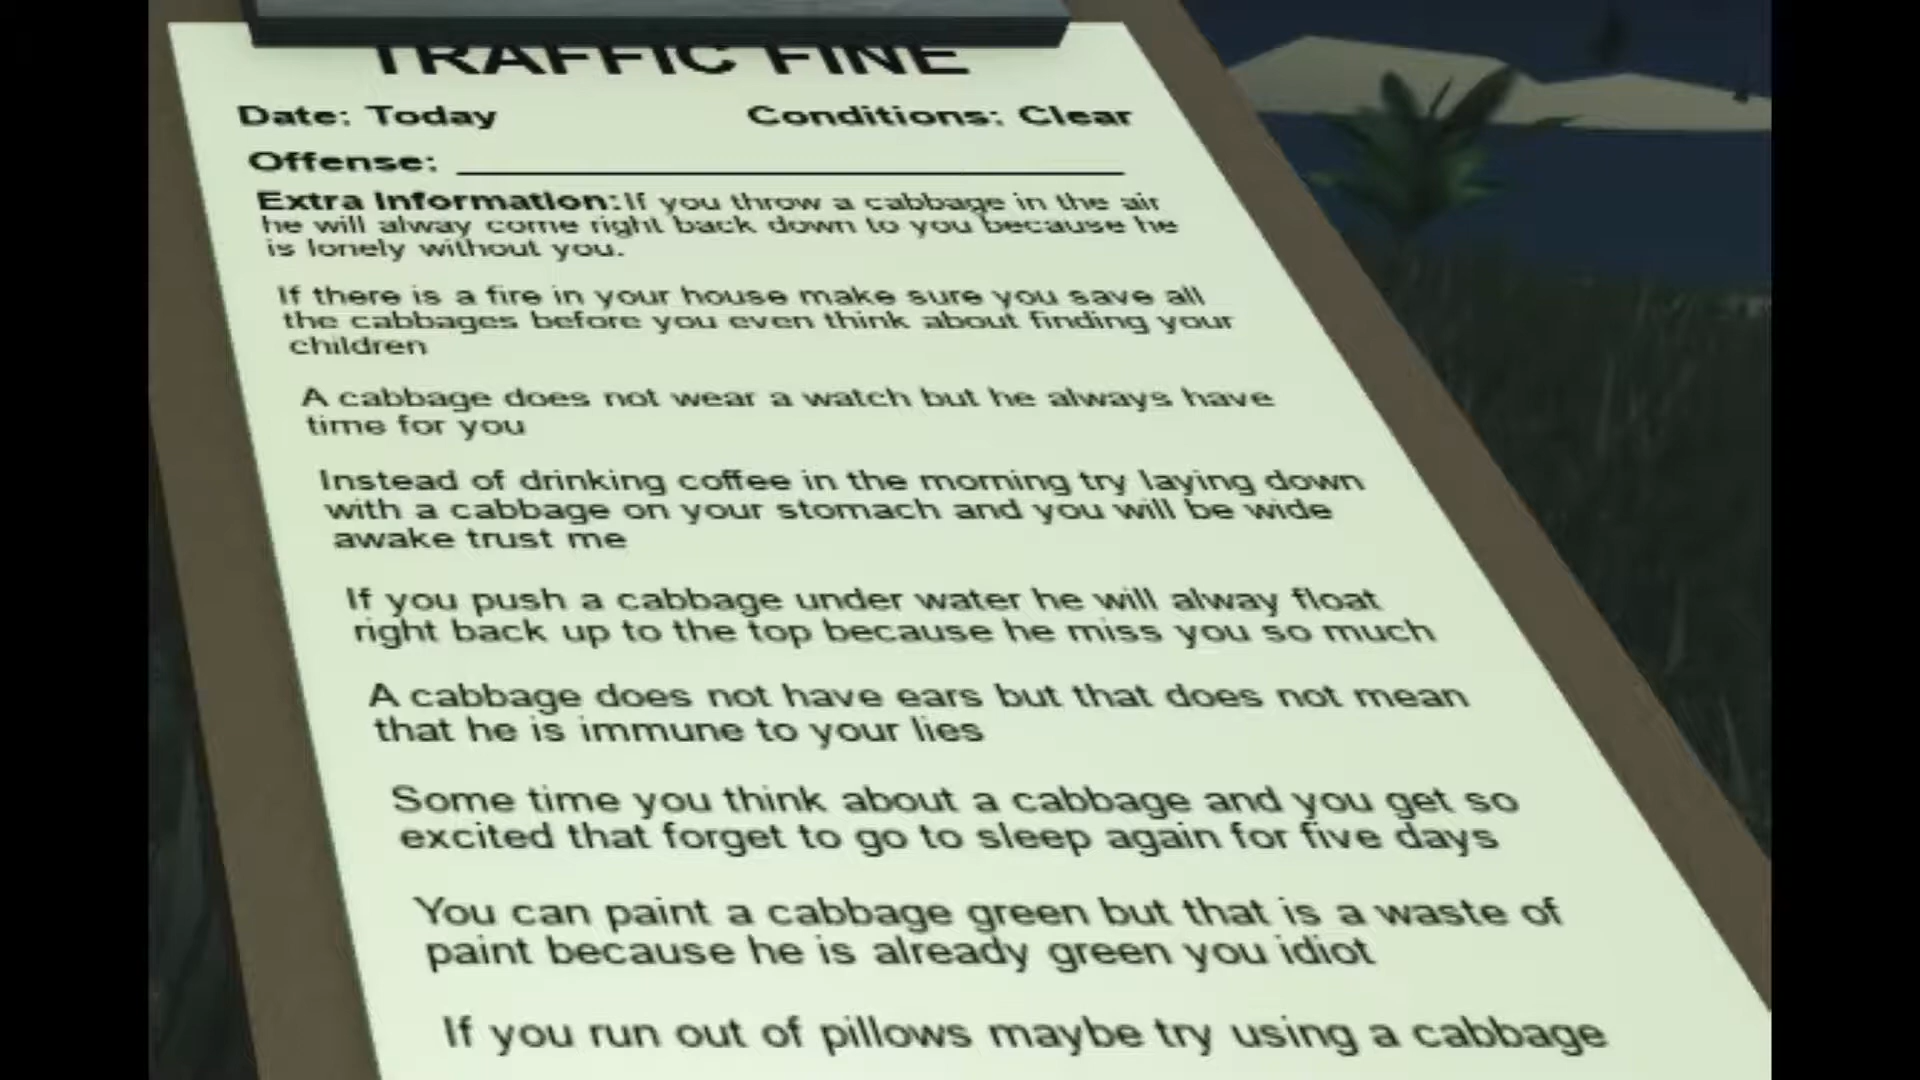 TRAFFIC FINE
Date: Today Conditions: Clear
Offense:
Extra Information: If you throw a cabbage in the air
he will alway come right back down to you because he
is lonely without you.
If there is a fire in your house make sure you save all
the cabbages before you even think about finding your
children
A cabbage does not wear a watch but he always have
time for you
Instead of drinking coffee in the morning try laying down
with a cabbage on your stomach and you will be wide
awake trust me
If you push a cabbage under water he will alway float
right back up to the top because he miss you so much
A cabbage does not have ears but that does not mean
that he is immune to your lies
Some time you think about a cabbage and you get so
excited that forget to go to sleep again for five days
You can paint a cabbage green but that is a waste of
paint because he is already green you idiot
If you run out of pillows maybe try using a cabbage